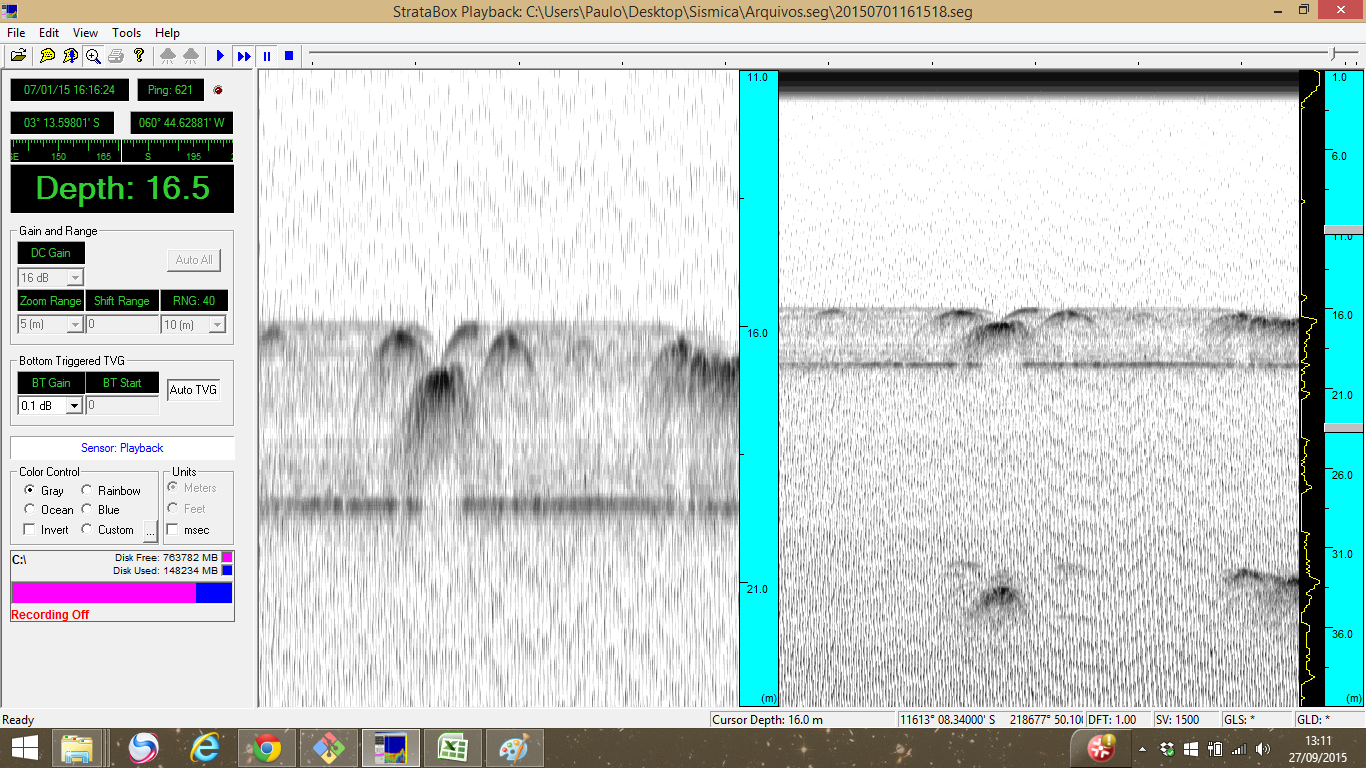 StrataBox Playback: C:\Users\Paulo\Desktop\Sismica\Arquivos.seg\20150701161518.seg
File Edit View Tools Help
07/01/15 16:16:24 Ping: 621
03° 13.59801' S 060° 44.62881' W
150 165 S 195
Depth: 16.5
Gain and Range
DC Gain
Auto All
16 dB
Zoom Range Shift Range RNG: 40
5 (m) 0 10 (m)
Bottom Triggered TVG
BT Gain BT Start
Auto TVG
0.1 dB 0
Sensor: Playback
Color Control Units
Gray Rainbow Meters
Ocean Blue Feet
Invert Custom ... msec
C:\ Disk Free: 763782 MB
Disk Used: 148234 MB
Recording Off
11.0
16.0
21.0
(m)
1.0
6.0
11.0
16.0
21.0
26.0
31.0
36.0
(m)
Ready Cursor Depth: 16.0 m 11613° 08.34000' S 218677° 50.10 DFT: 1.00 SV: 1500 GLS: * GLD: *
13:11
27/09/2015